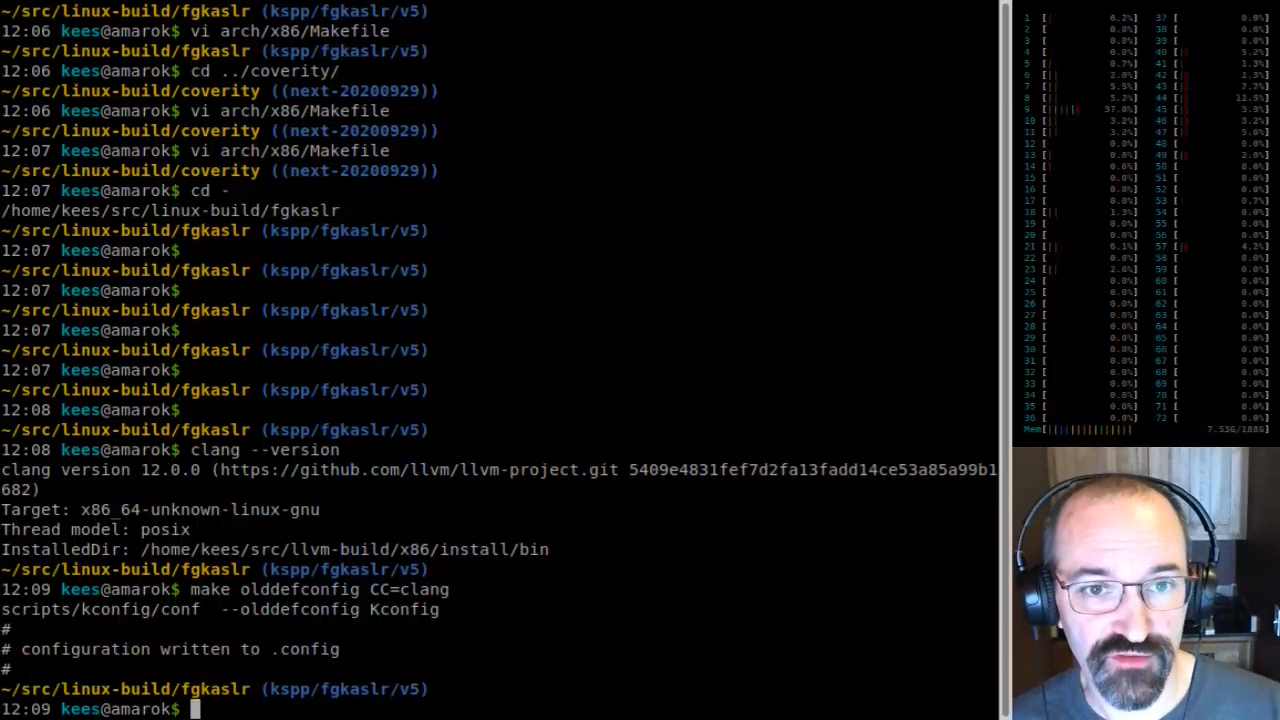 ~/src/linux-build/fgkaslr (kspp/fgkaslr/v5)
12:06 kees@amarok$ vi arch/x86/Makefile
~/src/linux-build/fgkaslr (kspp/fgkaslr/v5)
12:06 kees@amarok$ cd ../coverity/
~/src/linux-build/coverity ((next-20200929))
12:06 kees@amarok$ vi arch/x86/Makefile
~/src/linux-build/coverity ((next-20200929))
12:07 kees@amarok$ vi arch/x86/Makefile
~/src/linux-build/coverity ((next-20200929))
12:07 kees@amarok$ cd -
/home/kees/src/linux-build/fgkaslr
~/src/linux-build/fgkaslr (kspp/fgkaslr/v5)
12:07 kees@amarok$
~/src/linux-build/fgkaslr (kspp/fgkaslr/v5)
12:07 kees@amarok$
~/src/linux-build/fgkaslr (kspp/fgkaslr/v5)
12:07 kees@amarok$
~/src/linux-build/fgkaslr (kspp/fgkaslr/v5)
12:07 kees@amarok$
~/src/linux-build/fgkaslr (kspp/fgkaslr/v5)
12:08 kees@amarok$
~/src/linux-build/fgkaslr (kspp/fgkaslr/v5)
12:08 kees@amarok$ clang --version
clang version 12.0.0 (https://github.com/llvm/llvm-project.git 5409e4831fef7d2fa13fadd14ce53a85a99b1
682)
Target: x86_64-unknown-linux-gnu
Thread model: posix
InstalledDir: /home/kees/src/llvm-build/x86/install/bin
~/src/linux-build/fgkaslr (kspp/fgkaslr/v5)
12:09 kees@amarok$ make olddefconfig CC=clang
scripts/kconfig/conf  --olddefconfig Kconfig
#
# configuration written to .config
#
~/src/linux-build/fgkaslr (kspp/fgkaslr/v5)
12:09 kees@amarok$
Mem[ 7.53G/188G]